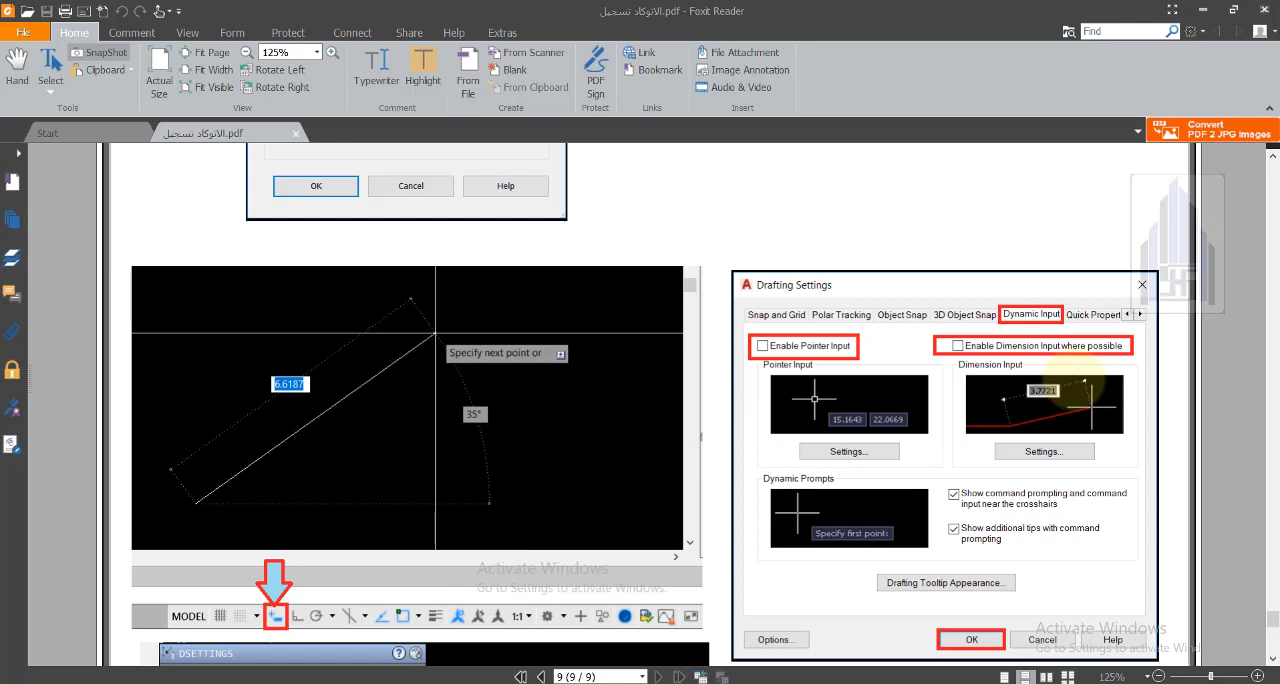 الاتوكاد تسجيل.pdf - Foxit Reader
File Home Comment View Form Protect Connect Share Help Extras Find
Hand
Select
SnapShot
Clipboard
Tools
Actual
Size
Fit Page
Fit Width
Fit Visible
125%
Rotate Left
Rotate Right
View
Typewriter
Highlight
Comment
From
File
From Scanner
Blank
From Clipboard
Create
PDF
Sign
Protect
Link
Bookmark
Links
File Attachment
Image Annotation
Audio & Video
Insert
Start
الاتوكاد تسجيل.pdf
Convert
PDF 2 JPG Images
OK Cancel Help
6.6187
Specify next point or
35°
MODEL
1:1
DSETTINGS
Drafting Settings
Snap and Grid Polar Tracking Object Snap 3D Object Snap Dynamic Input Quick Propert
Enable Pointer Input
Enable Dimension Input where possible
Pointer Input
Dimension Input
15.1643 22.0669
3.7721
Settings...
Settings...
Dynamic Prompts
Specify first point:
Show command prompting and command
input near the crosshairs
Show additional tips with command
prompting
Drafting Tooltip Appearance...
Options...
OK
Cancel
Help
Activate Windows
Go to Settings to activate Windows.
Activate Windows
Go to Settings to activate Win
9 (9 / 9)
125%